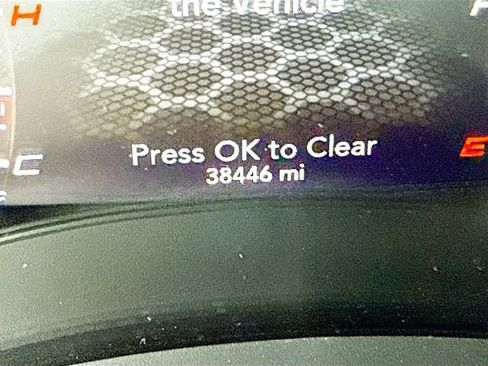 the Vehicle
H
Press OK to Clear
38446 mi
C
E